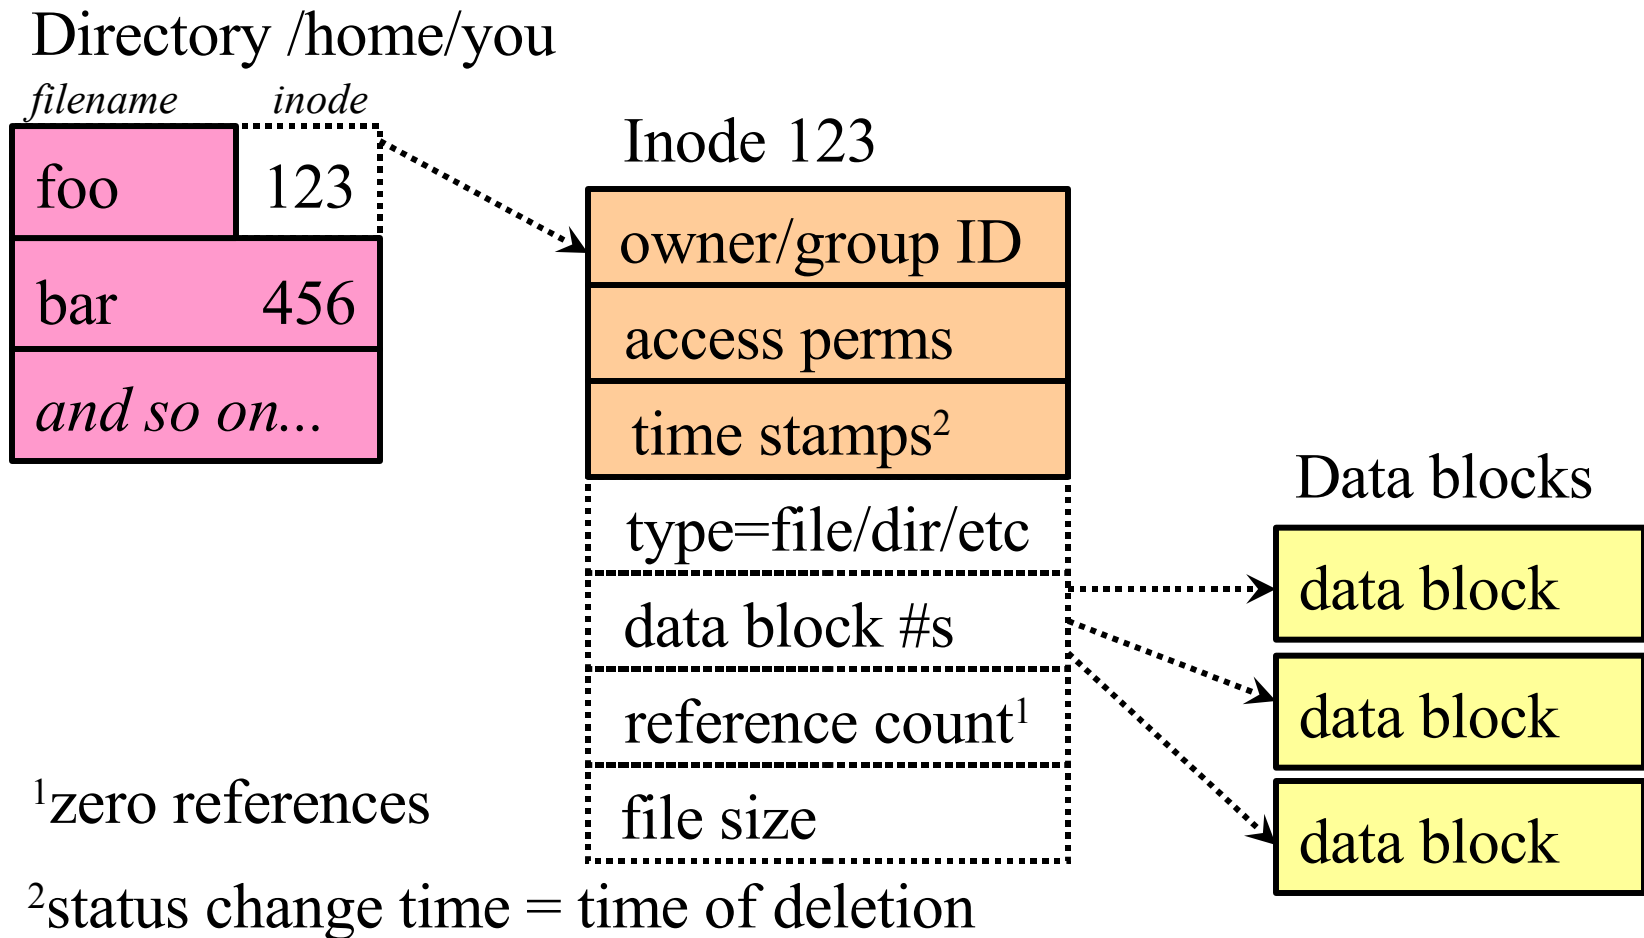 Directory /home/you
filename inode
foo 123
bar 456
and so on...
Inode 123
owner/group ID
access perms
time stamps²
type=file/dir/etc
data block #s
reference count¹
file size
Data blocks
data block
data block
data block
¹zero references
²status change time = time of deletion